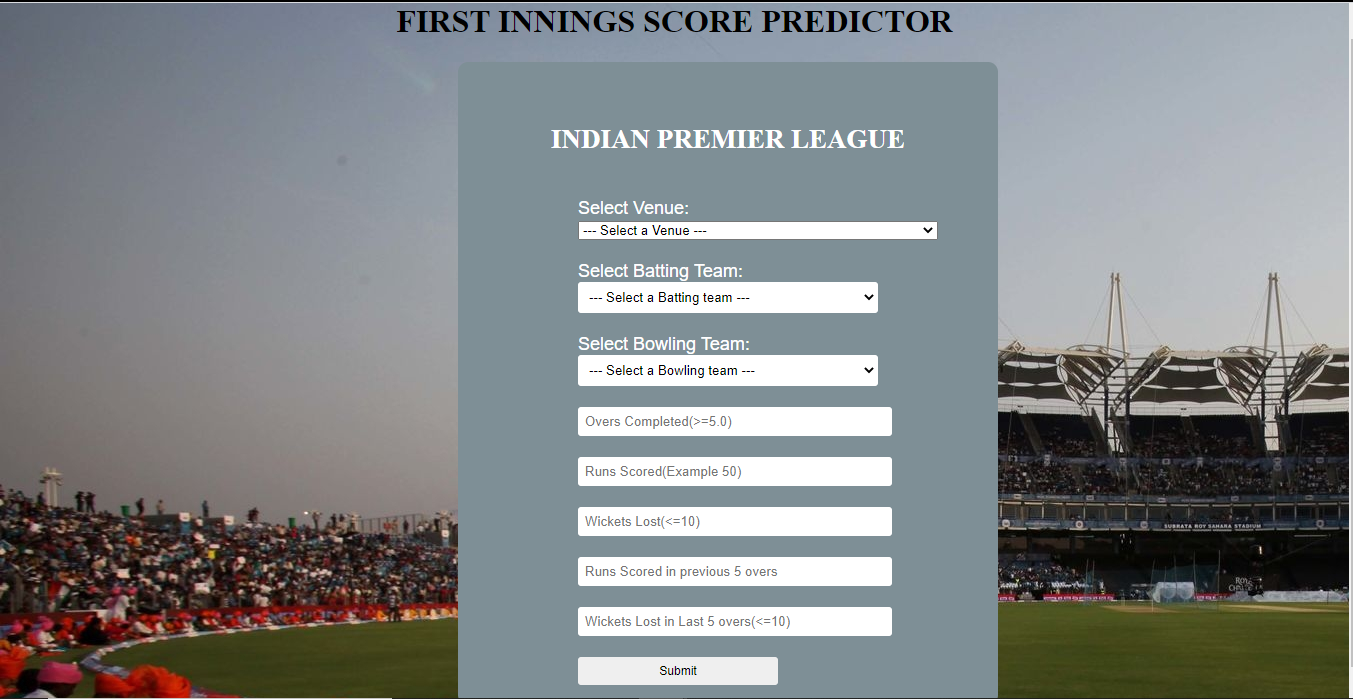 FIRST INNINGS SCORE PREDICTOR
INDIAN PREMIER LEAGUE
Select Venue:
--- Select a Venue ---
Select Batting Team:
--- Select a Batting team ---
Select Bowling Team:
--- Select a Bowling team ---
Overs Completed(>=5.0)
Runs Scored(Example 50)
Wickets Lost(<=10)
SUBRATA ROY SAHARA STADIUM
Runs Scored in previous 5 overs
Wickets Lost in Last 5 overs(<=10)
Submit